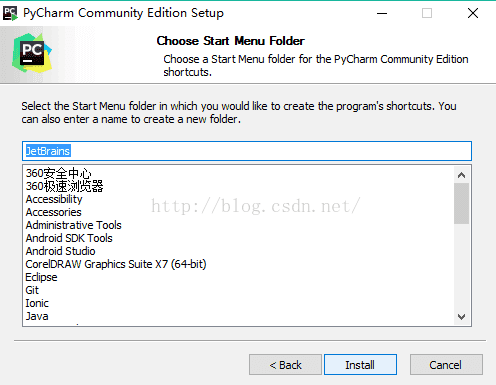 PyCharm Community Edition Setup
PC
Choose Start Menu Folder
Choose a Start Menu folder for the PyCharm Community Edition
shortcuts.
Select the Start Menu folder in which you would like to create the program's shortcuts. You
can also enter a name to create a new folder.
JetBrains
360安全中心
360极速浏览器
Accessibility
Accessories
Administrative Tools
Android SDK Tools
Android Studio
CorelDRAW Graphics Suite X7 (64-bit)
Eclipse
Git
Ionic
Java
http://blog.csdn.net/
< Back
Install
Cancel